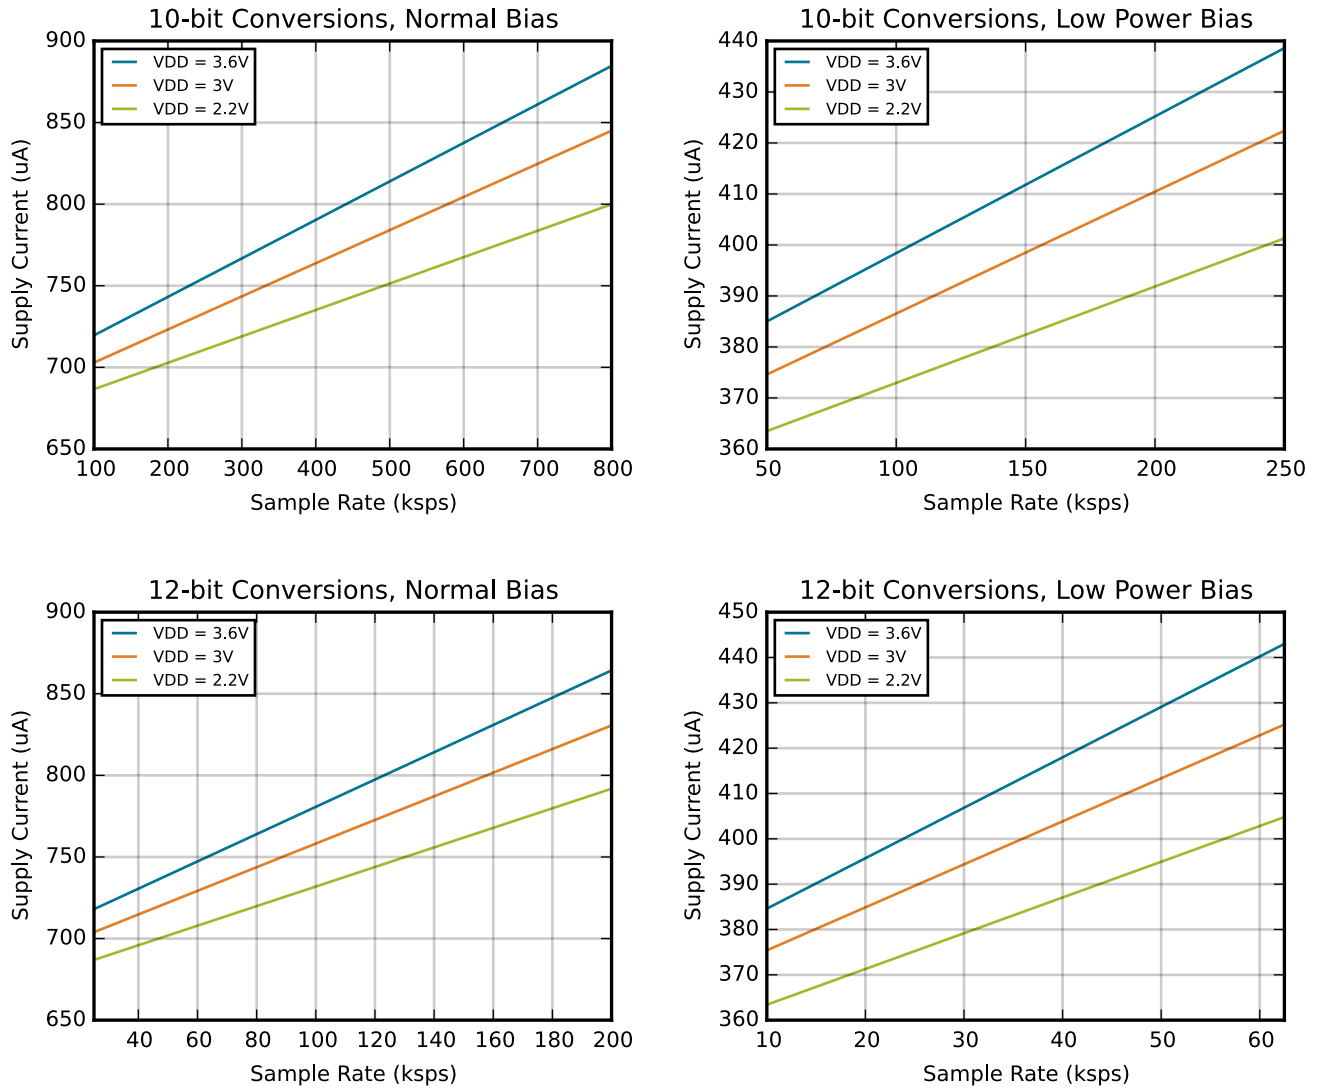 10-bit Conversions, Normal Bias
900
850
800
750
700
650
Supply Current (uA)
VDD = 3.6V
VDD = 3V
VDD = 2.2V
100 200 300 400 500 600 700 800
Sample Rate (ksps)
10-bit Conversions, Low Power Bias
440
430
420
410
400
390
380
370
360
Supply Current (uA)
VDD = 3.6V
VDD = 3V
VDD = 2.2V
50 100 150 200 250
Sample Rate (ksps)
12-bit Conversions, Normal Bias
900
850
800
750
700
650
Supply Current (uA)
VDD = 3.6V
VDD = 3V
VDD = 2.2V
40 60 80 100 120 140 160 180 200
Sample Rate (ksps)
12-bit Conversions, Low Power Bias
450
440
430
420
410
400
390
380
370
360
Supply Current (uA)
VDD = 3.6V
VDD = 3V
VDD = 2.2V
10 20 30 40 50 60
Sample Rate (ksps)